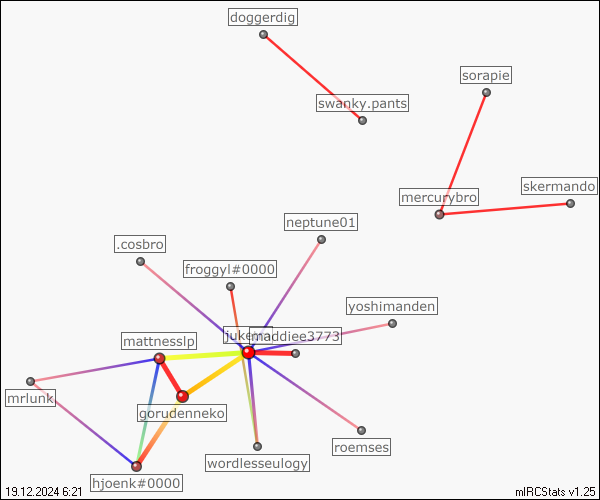 doggerdig
sorapie
swanky.pants
skermando
mercurybro
neptune01
.cosbro
froggyl#0000
yoshimanden
maddiee3773
mattnesslp
mrlunk
gorudenneko
roemses
wordlesseulogy
hjoenk#0000
19.12.2024 6:21
mIRCStats v1.25